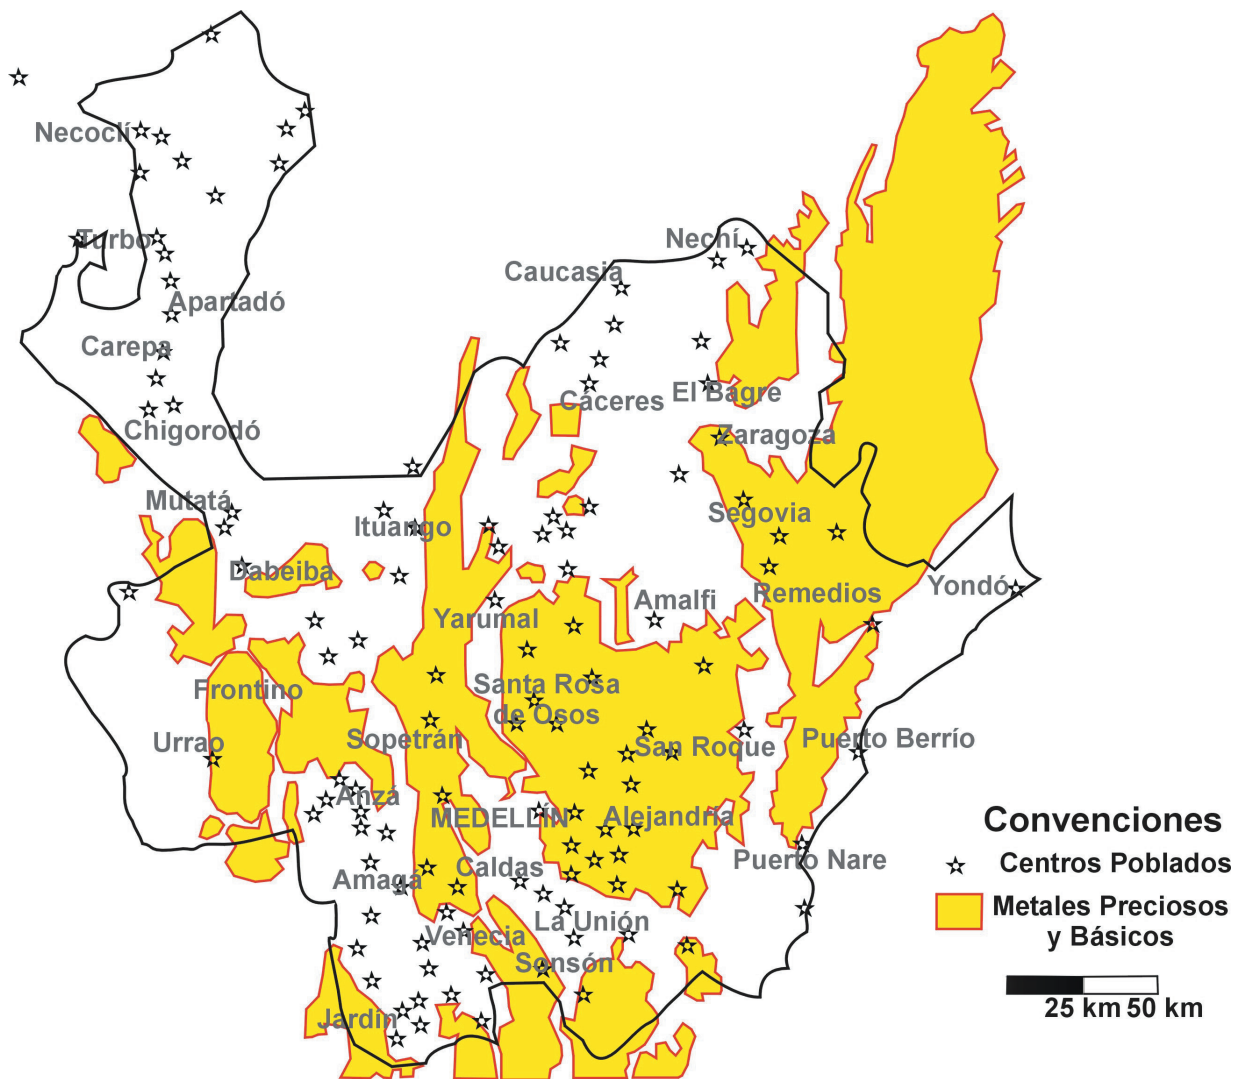 Necoclí
Turbo
Nechí
Caucasia
Apartadó
Carepa
El Bagre
Cáceres
Chigorodó
Zaragoza
Mutatá
Ituango
Segovia
Dabeiba
Yondó
Remedios
Amalfi
Yarumal
Frontino
Santa Rosa
de Osos
Urrao
Sopetrán
San Roque
Puerto Berrío
Anzá
MEDELLÍN
Alejandría
Convenciones
Puerto Nare
Centros Poblados
Caldas
Amagá
Metales Preciosos
y Básicos
La Unión
Venecia
Sonsón
Jardín
25 km 50 km